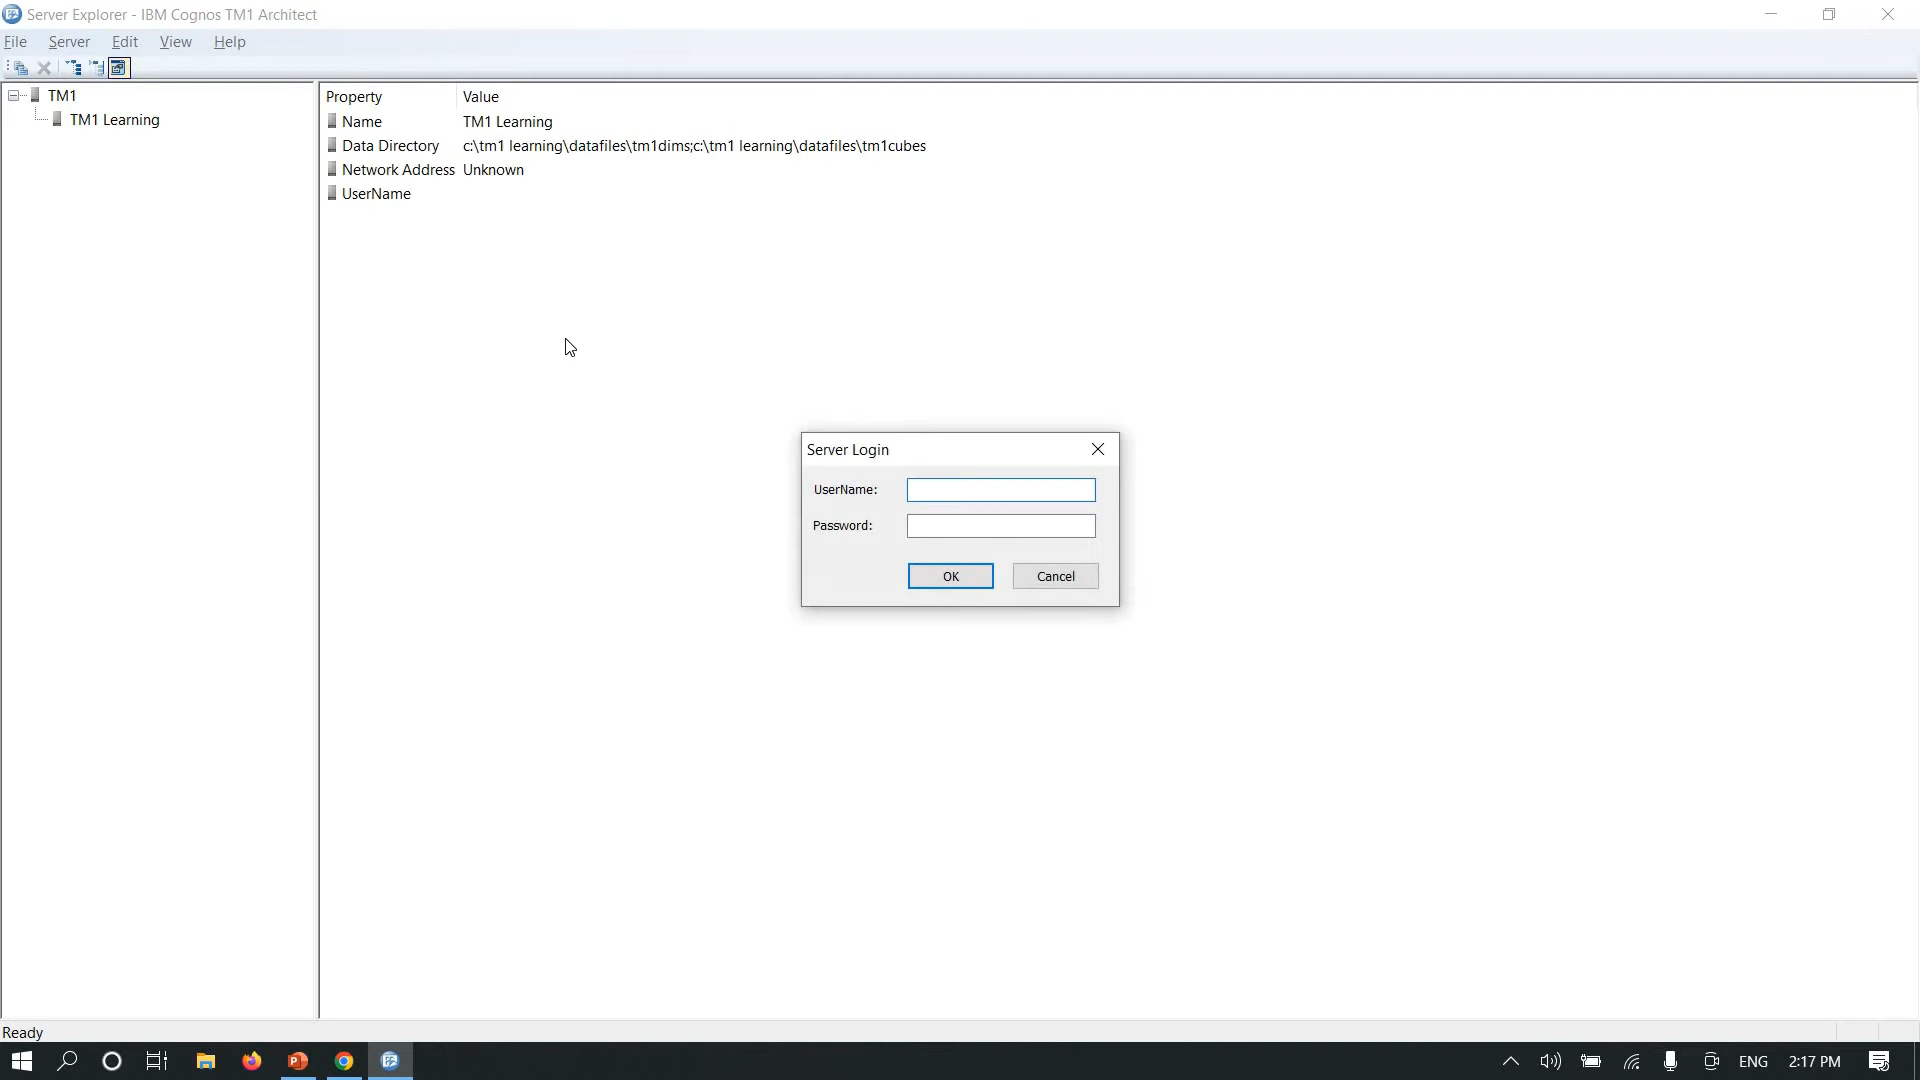 Server Explorer - IBM Cognos TM1 Architect
File Server Edit View Help
TM1
TM1 Learning
Property Value
Name TM1 Learning
Data Directory c:\tm1 learning\datafiles\tm1dims;c:\tm1 learning\datafiles\tm1cubes
Network Address Unknown
UserName
Server Login
UserName:
Password:
OK Cancel
Ready
ENG 2:17 PM